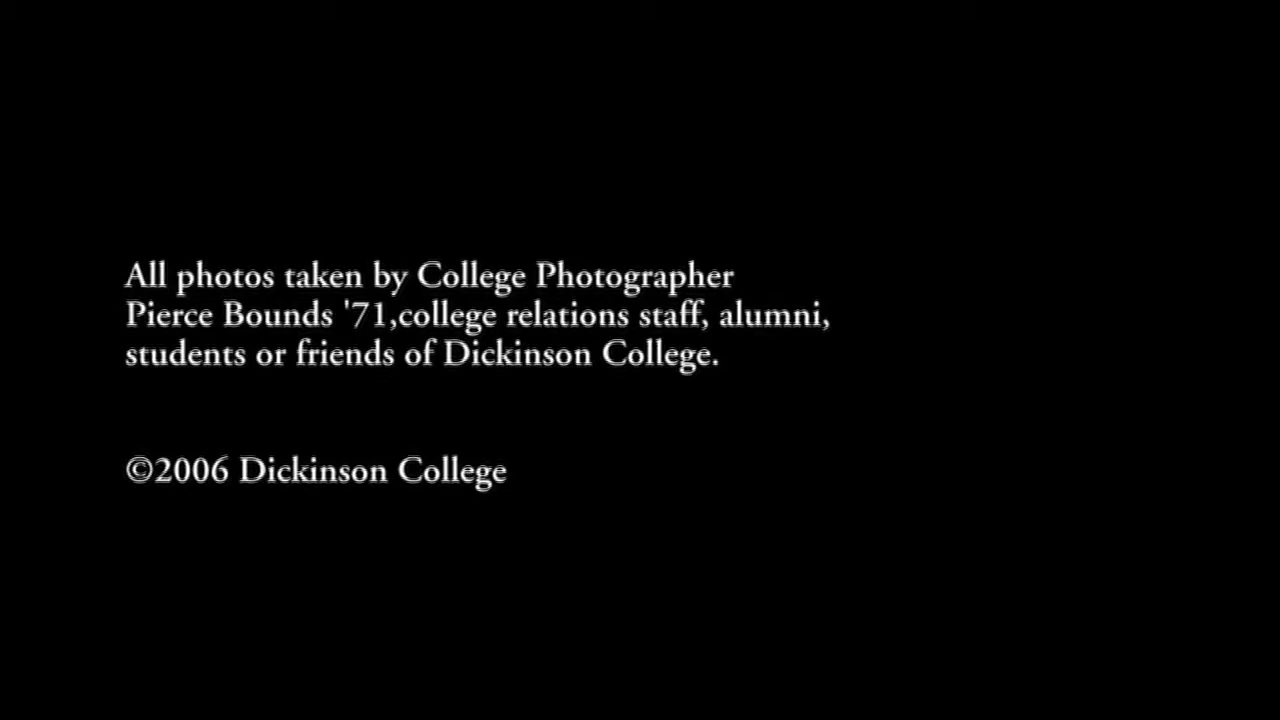 All photos taken by College Photographer
Pierce Bounds '71,college relations staff, alumni,
students or friends of Dickinson College.
©2006 Dickinson College